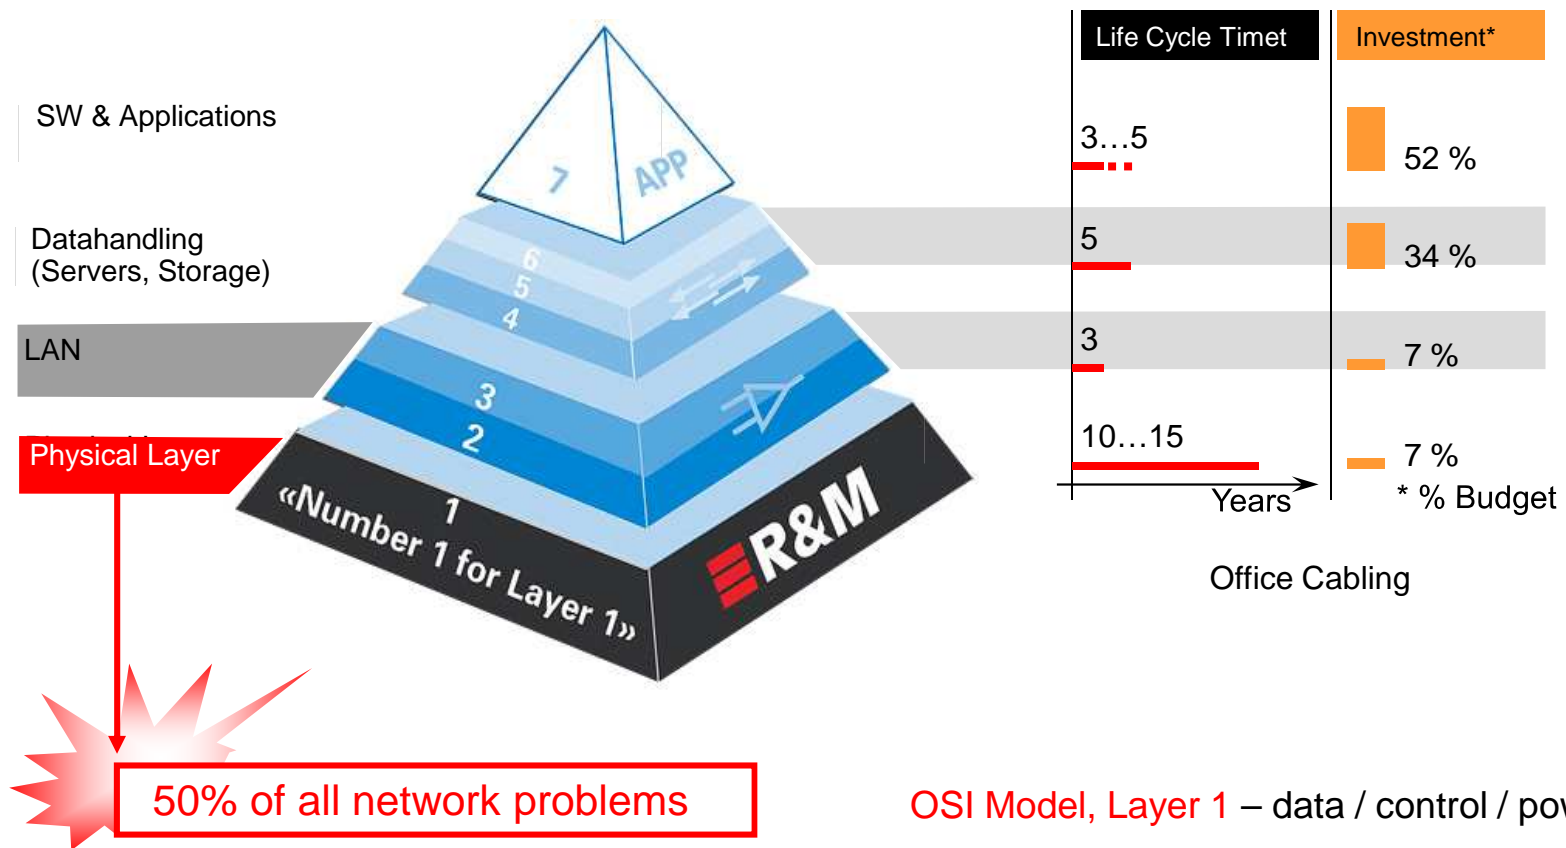 Life Cycle Timet
Investment*
SW & Applications
3…5
52 %
7
APP
Datahandling
(Servers, Storage)
5
34 %
6
5
4
LAN
3
7 %
3
2
Physical Layer
10…15
7 %
Years
* % Budget
1
«Number 1 for Layer 1»
R&M
Office Cabling
50% of all network problems
OSI Model, Layer 1 – data / control / pow